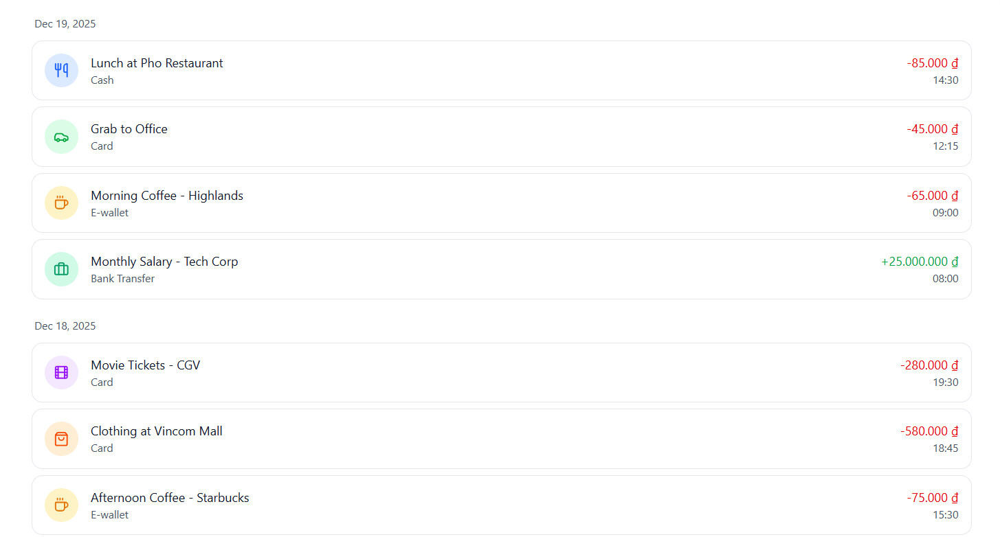 Dec 19, 2025
Lunch at Pho Restaurant
-85.000 ₫
Cash
14:30
Grab to Office
-45.000 ₫
Card
12:15
Morning Coffee - Highlands
-65.000 ₫
E-wallet
09:00
Monthly Salary - Tech Corp
+25.000.000 ₫
Bank Transfer
08:00
Dec 18, 2025
Movie Tickets - CGV
-280.000 ₫
Card
19:30
Clothing at Vincom Mall
-580.000 ₫
Card
18:45
Afternoon Coffee - Starbucks
-75.000 ₫
E-wallet
15:30